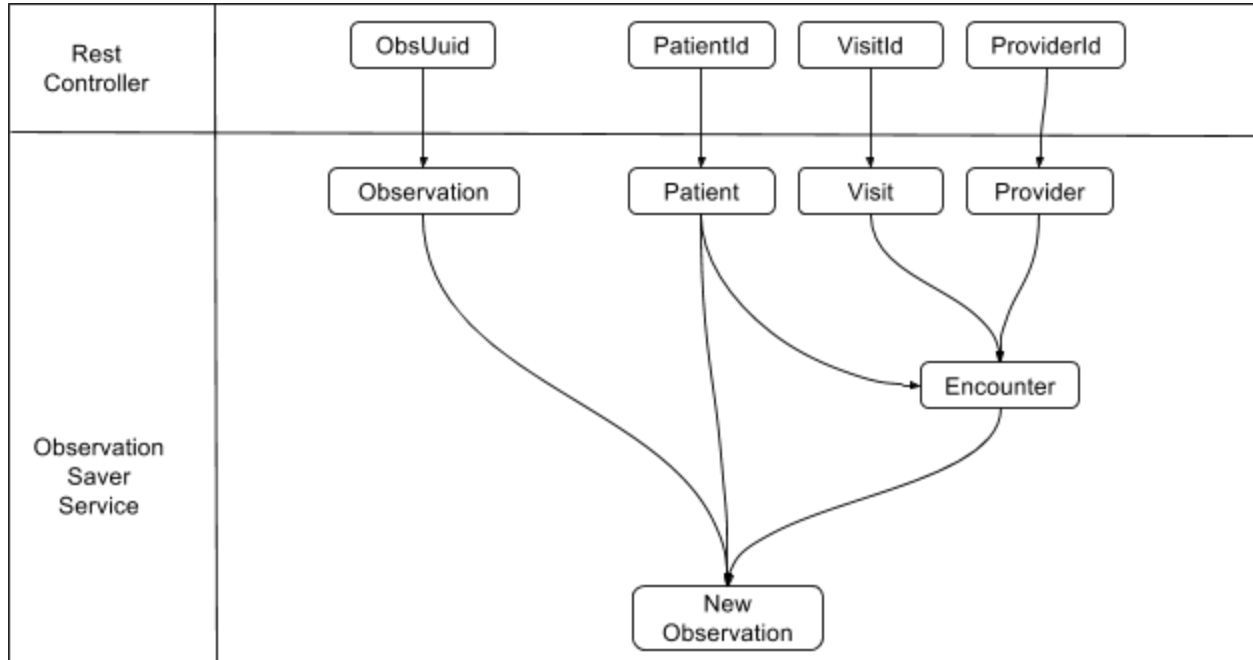 Rest
Controller
ObsUuid
PatientId
VisitId
ProviderId
Observation
Patient
Visit
Provider
Encounter
Observation
Saver
Service
New
Observation